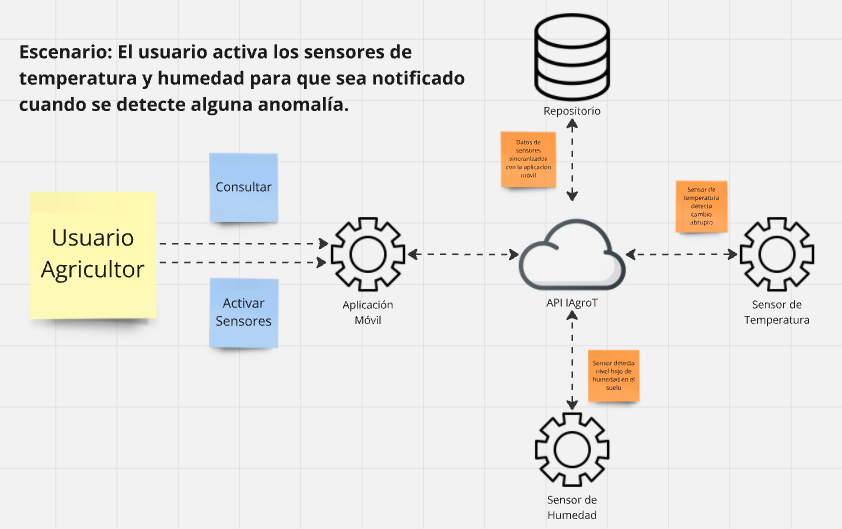 Escenario: El usuario activa los sensores de
temperatura y humedad para que sea notificado
cuando se detecte alguna anomalía.
Repositorio
Datos de
sensores
sincronizados
con la aplicación
móvil
Consultar
Sensor de
temperatura
detecta
cambio
abrupto
Usuario
Agricultor
Activar
Sensores
Aplicación
Móvil
API IAgroT
Sensor de
Temperatura
Sensor detecta
nivel bajo de
humedad en el
suelo
Sensor de
Humedad